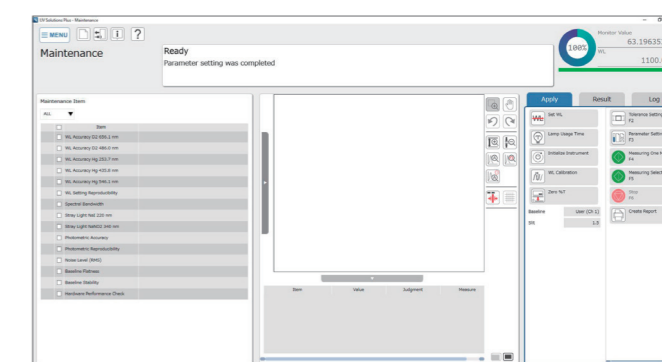 UV Solutions Plus - Maintenance
MENU
Maintenance
Ready
Parameter setting was completed
100%
Monitor Value
63.19635
WL
1100.
Maintenance Item
ALL
Item
WL Accuracy D2 656.1 nm
WL Accuracy D2 486.0 nm
WL Accuracy Hg 253.7 nm
WL Accuracy Hg 435.8 nm
WL Accuracy Hg 546.1 nm
WL Setting Reproducibility
Spectral Bandwidth
Stray Light NaI 220 nm
Stray Light NaNO2 340 nm
Photometric Accuracy
Photometric Reproducibility
Noise Level (RMS)
Baseline Flatness
Baseline Stability
Hardware Performance Check
Item Value Judgment Measure
Apply Result Log
Set WL
Lamp Usage Time
Initialize Instrument
WL Calibration
Zero %T
Baseline User (Ch 1)
1.0
Tolerance Setting
F2
Parameter Settin
F3
Measuring One I
F4
Measuring Select
F5
Stop
F6
Create Report